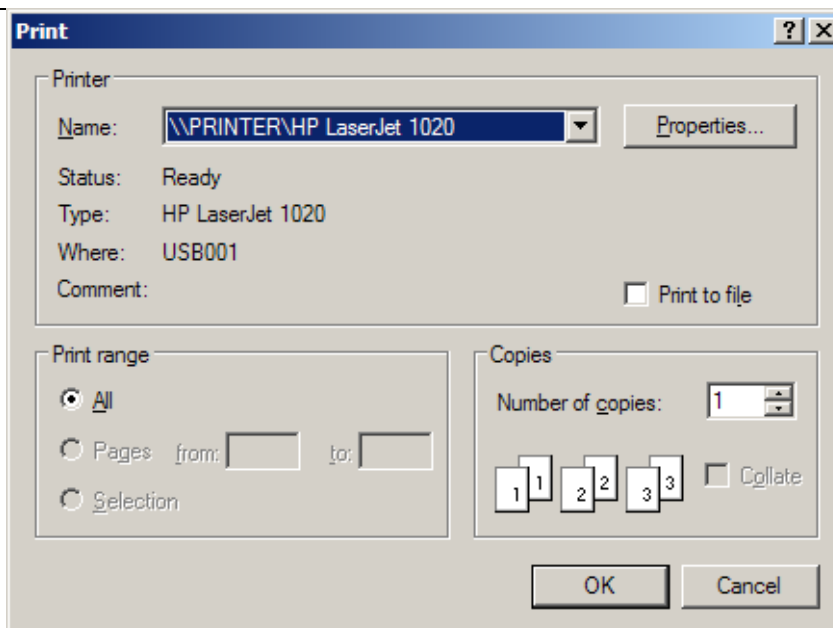 Print
Printer
Name: \\PRINTER\HP LaserJet 1020 Properties...
Status: Ready
Type: HP LaserJet 1020
Where: USB001
Comment: Print to file
Print range
All
Pages from: to:
Selection
Copies
Number of copies: 1
1 1 2 2 3 3 Collate
OK Cancel